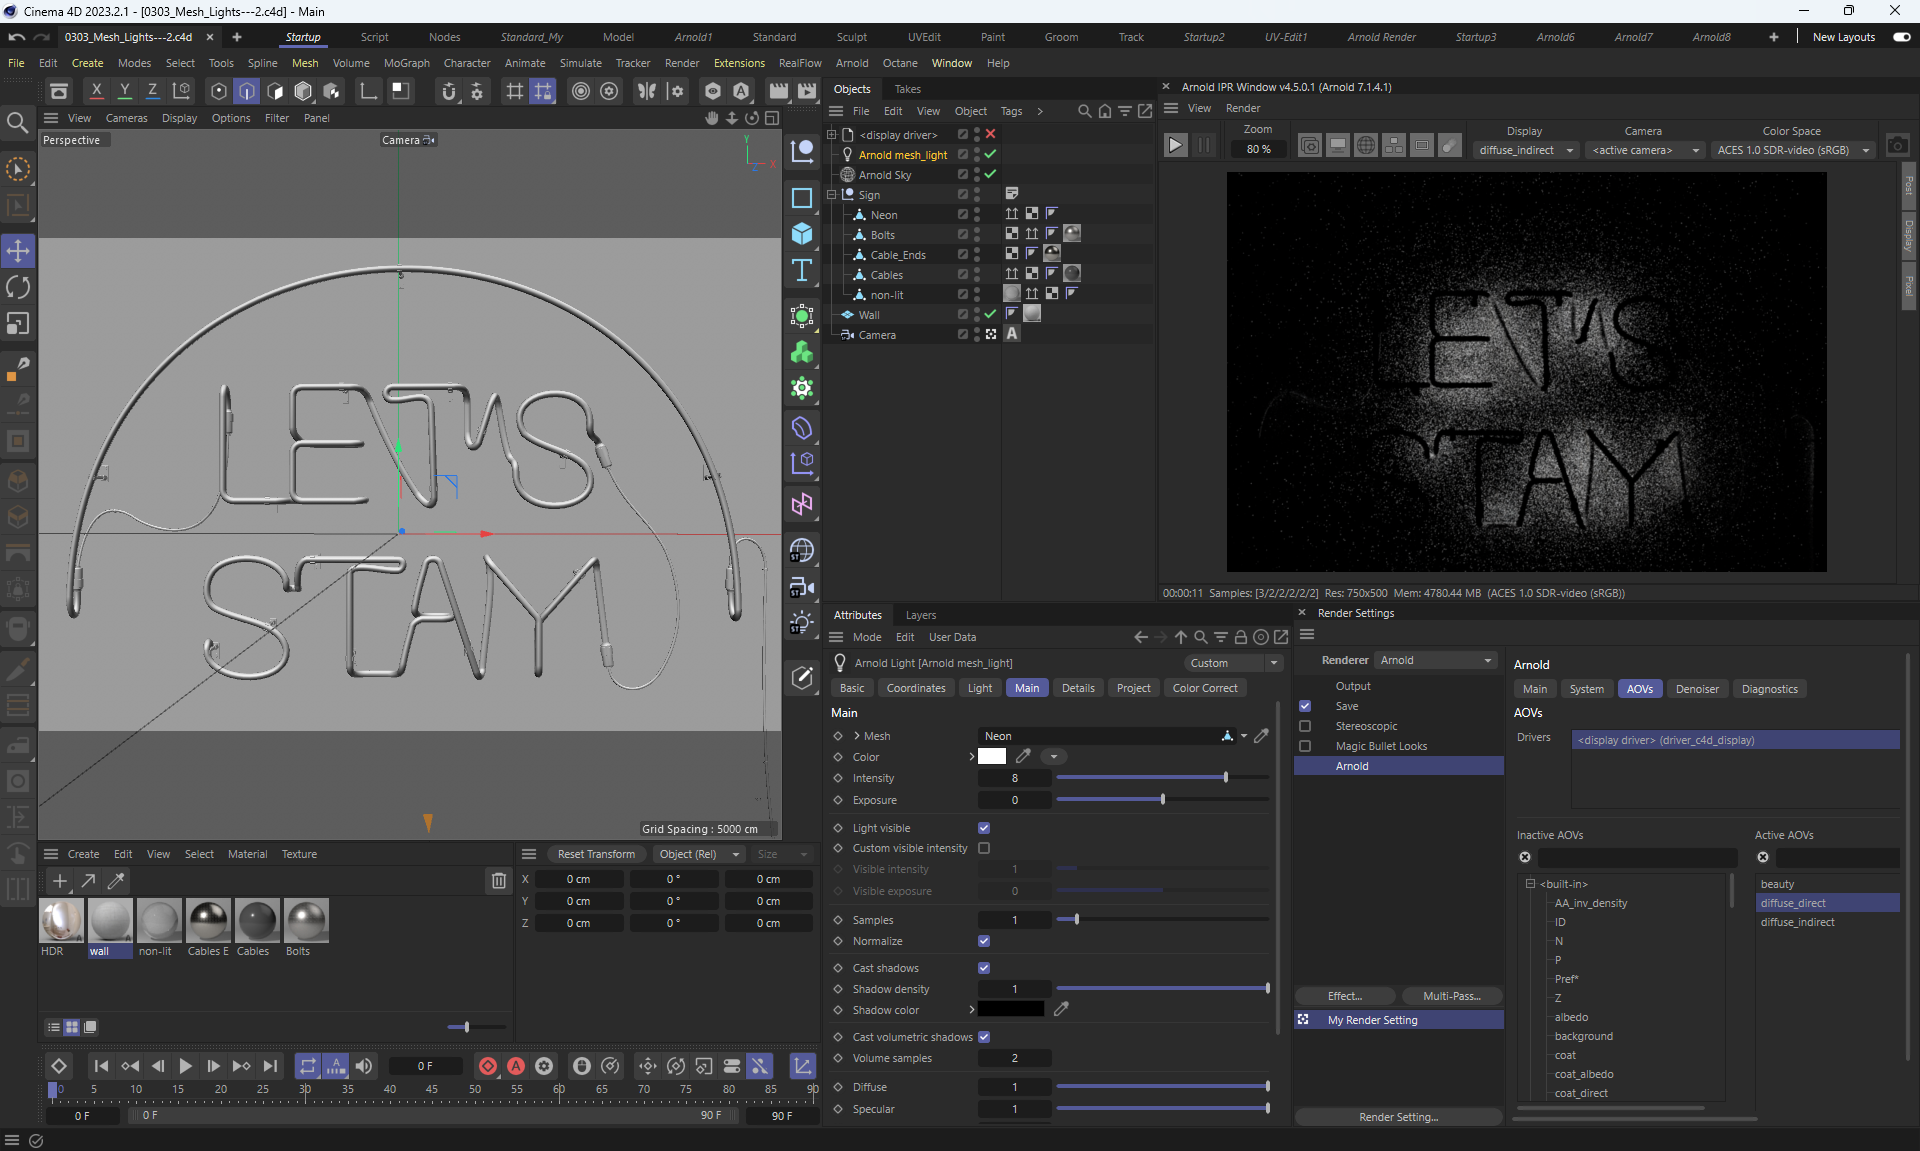 Cinema 4D 2023.2.1 - [0303_Mesh_Lights---2.c4d] - Main
0303_Mesh_Lights---2.c4d × +
Startup Script Nodes Standard_My Model Arnold1 Standard Sculpt UVEdit Paint Groom Track Startup2 UV-Edit1 Arnold Render Startup3 Arnold6 Arnold7 Arnold8 + New Layouts
File Edit Create Modes Select Tools Spline Mesh Volume MoGraph Character Animate Simulate Tracker Render Extensions RealFlow Arnold Octane Window Help
X Y Z
View Cameras Display Options Filter Panel
Perspective
Camera
Y
X
LET'S
STAY
Grid Spacing : 5000 cm
ST
ST
ST
Objects Takes
File Edit View Object Tags >
<display driver>
Arnold mesh_light
Arnold Sky
Sign
Neon
Bolts
Cable_Ends
Cables
non-lit
Wall
Camera
A
Arnold IPR Window v4.5.0.1 (Arnold 7.1.4.1)
View Render
Zoom
80 %
Display
diffuse_indirect
Camera
<active camera>
Color Space
ACES 1.0 SDR-video (sRGB)
Post
Display
Pixel
LET'S
STAY
00:00:11 Samples: [3/2/2/2/2/2] Res: 750x500 Mem: 4780.44 MB (ACES 1.0 SDR-video (sRGB))
Attributes Layers
Mode Edit User Data
Arnold Light [Arnold mesh_light]
Custom
Basic Coordinates Light Main Details Project Color Correct
Main
Mesh Neon
Color
Intensity 8
Exposure 0
Light visible
Custom visible intensity
Visible intensity 1
Visible exposure 0
Samples 1
Normalize
Cast shadows
Shadow density 1
Shadow color
Cast volumetric shadows
Volume samples 2
Diffuse 1
Specular 1
Render Settings
Renderer Arnold
Output
Save
Stereoscopic
Magic Bullet Looks
Arnold
Effect... Multi-Pass...
My Render Setting
Render Setting...
Arnold
Main System AOVs Denoiser Diagnostics
AOVs
Drivers <display driver> (driver_c4d_display)
Inactive AOVs
<built-in>
AA_inv_density
ID
N
P
Pref*
Z
albedo
background
coat
coat_albedo
coat_direct
Active AOVs
beauty
diffuse_direct
diffuse_indirect
Create Edit View Select Material Texture
HDR wall non-lit Cables E Cables Bolts
Reset Transform Object (Rel) Size
X 0 cm 0 ° 0 cm
Y 0 cm 0 ° 0 cm
Z 0 cm 0 ° 0 cm
0 F
0 5 10 15 20 25 30 35 40 45 50 55 60 65 70 75 80 85 90
0 F 0 F 90 F 90 F